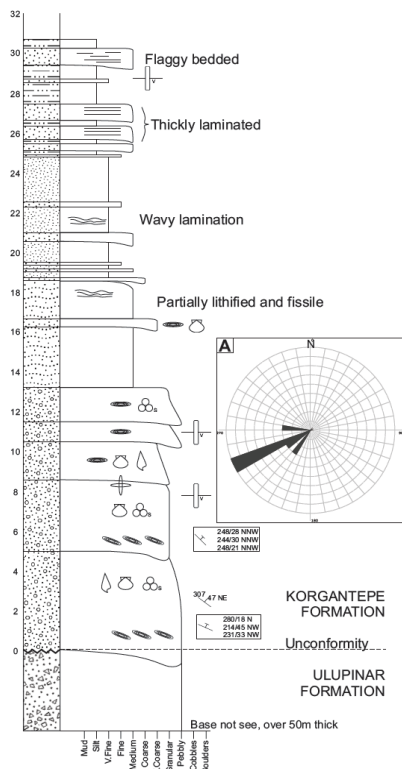 32
30
Flaggy bedded
v
28
Thickly laminated
26
24
22
Wavy lamination
20
18
Partially lithified and fissile
16
A
N
14
12
s
v
10
8
v
s
6
248/28 NNW
244/30 NNW
248/21 NNW
4
307 47 NE
KORGANTEPE
FORMATION
2
280/18 N
214/45 NW
231/33 NW
Unconformity
0
ULUPINAR
FORMATION
Base not see, over 50m thick
Mud
Silt
V.Fine
Fine
Medium
Coarse
.Coarse
Granular
Pebbly
Cobbles
Boulders